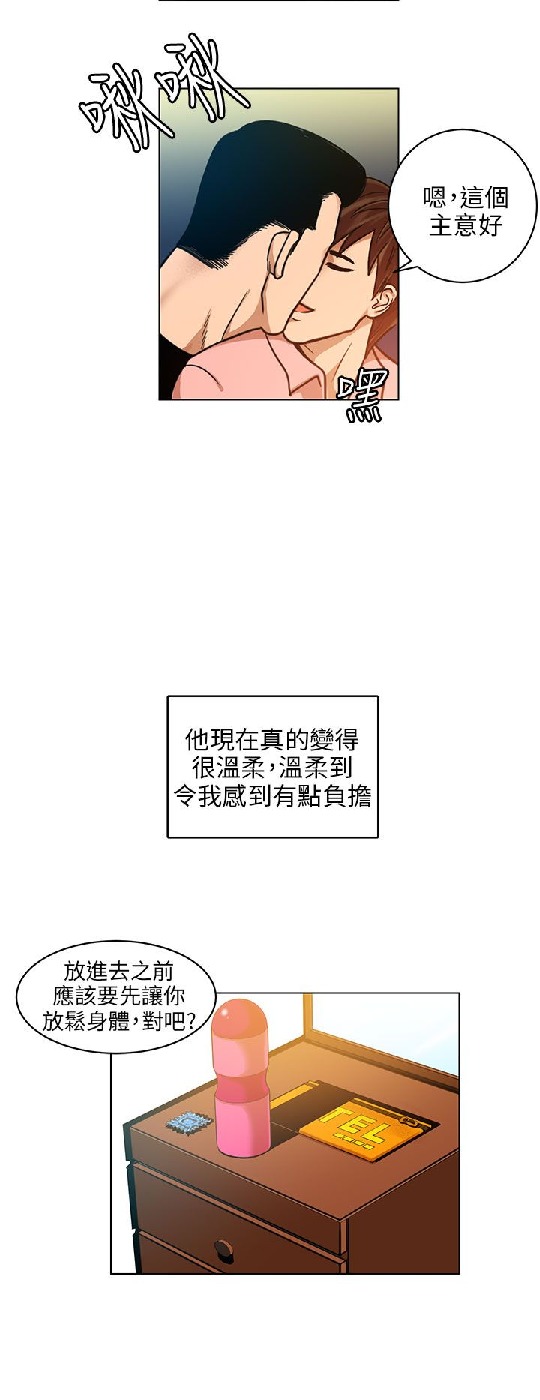 啾啾
嗯，這個
主意好
嘿
他現在真的變得
很溫柔，溫柔到
令我感到有點負擔
放進去之前
應該要先讓你
放鬆身體，對吧？
TEL